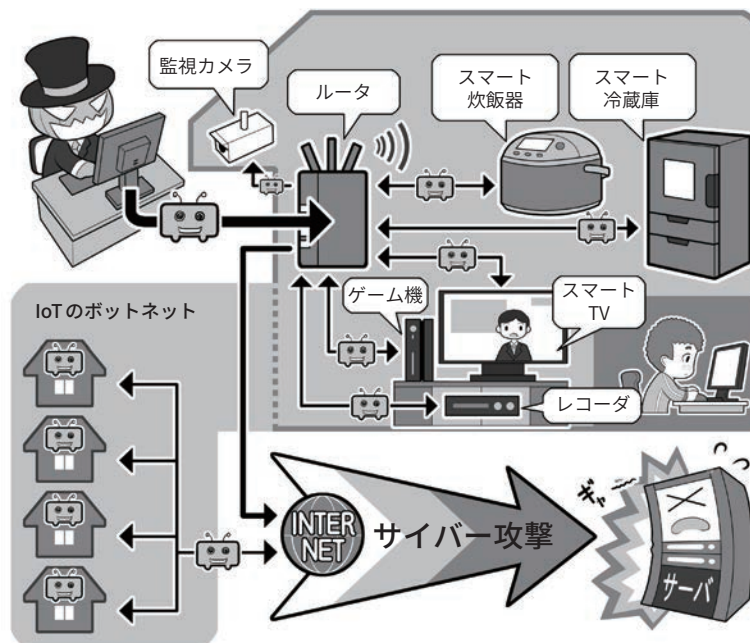 監視カメラ
ルータ
スマート
炊飯器
スマート
冷蔵庫
ゲーム機
スマート
TV
レコーダ
IoTのボットネット
INTER
NET
サイバー攻撃
ギャー
サーバ